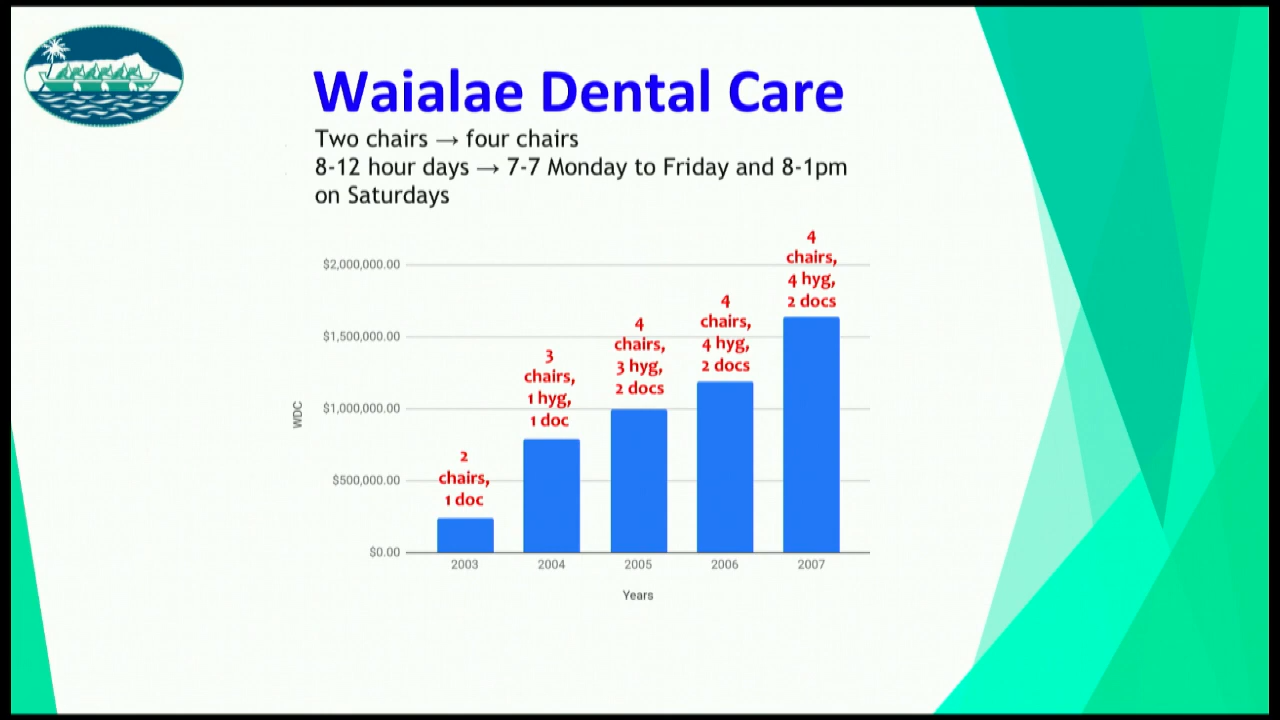 Waialae Dental Care
Two chairs → four chairs
8-12 hour days → 7-7 Monday to Friday and 8-1pm
on Saturdays
4
chairs,
4 hyg,
2 docs
4
chairs,
4 hyg,
2 docs
4
chairs,
3 hyg,
2 docs
3
chairs,
1 hyg,
1 doc
2
chairs,
1 doc
$2,000,000.00
$1,500,000.00
$1,000,000.00
$500,000.00
$0.00
WDC
2003 2004 2005 2006 2007
Years